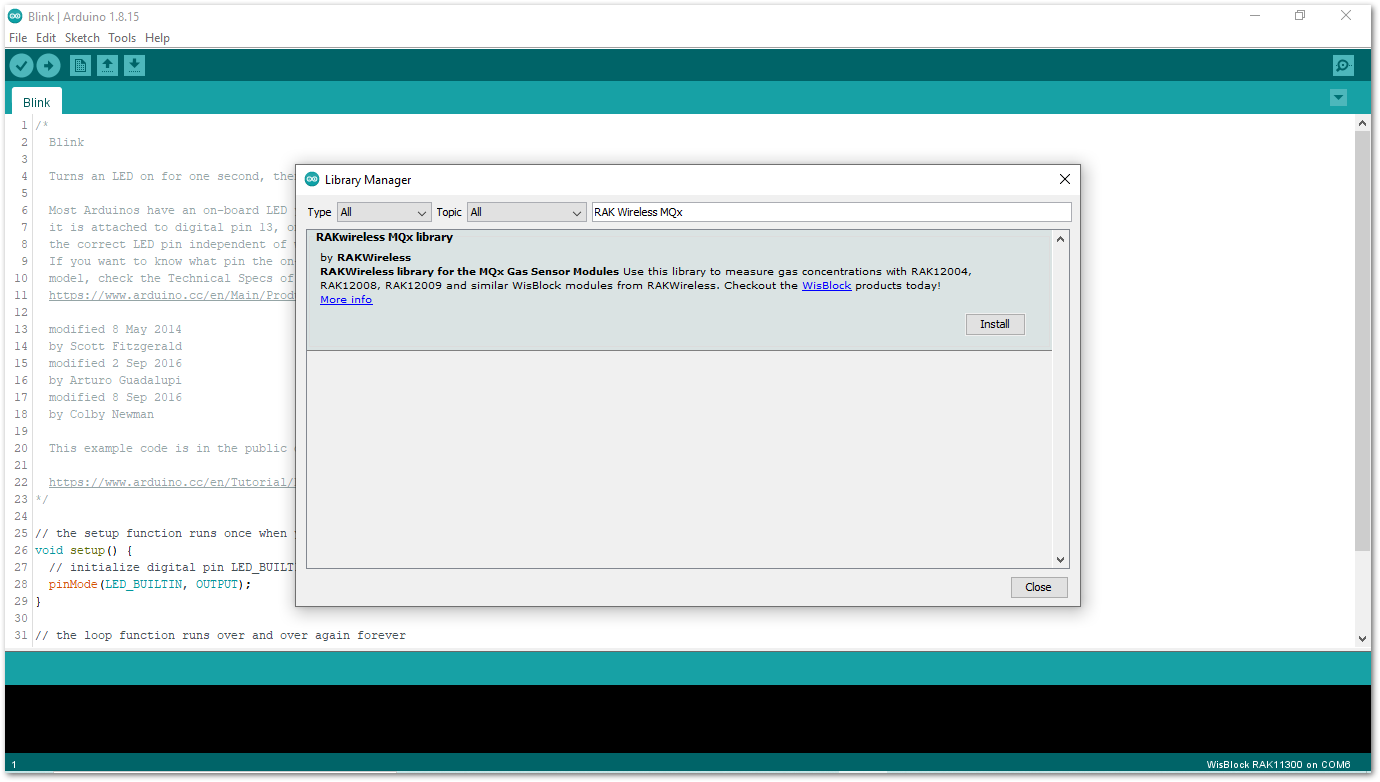 Blink | Arduino 1.8.15
File Edit Sketch Tools Help
Blink
1 /*
2 Blink
3
4 Turns an LED on for one second, the
5
6 Most Arduinos have an on-board LED
7 it is attached to digital pin 13, o
8 the correct LED pin independent of
9 If you want to know what pin the on
10 model, check the Technical Specs of
11 https://www.arduino.cc/en/Main/Produ
12
13 modified 8 May 2014
14 by Scott Fitzgerald
15 modified 2 Sep 2016
16 by Arturo Guadalupi
17 modified 8 Sep 2016
18 by Colby Newman
19
20 This example code is in the public
21
22 https://www.arduino.cc/en/Tutorial/
23 */
24
25 // the setup function runs once when
26 void setup() {
27 // initialize digital pin LED_BUILT
28 pinMode(LED_BUILTIN, OUTPUT);
29 }
30
31 // the loop function runs over and over again forever
Library Manager
Type All Topic All RAK Wireless MQx
RAKwireless MQx library
by RAKWireless
RAKWireless library for the MQx Gas Sensor Modules Use this library to measure gas concentrations with RAK12004,
RAK12008, RAK12009 and similar WisBlock modules from RAKWireless. Checkout the WisBlock products today!
More info
Install
Close
1 WisBlock RAK11300 on COM6